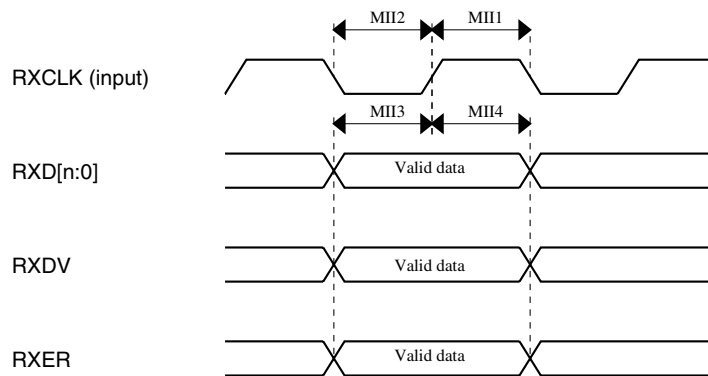 MII2 MII1
RXCLK (input)
MII3 MII4
RXD[n:0] Valid data
RXDV Valid data
RXER Valid data